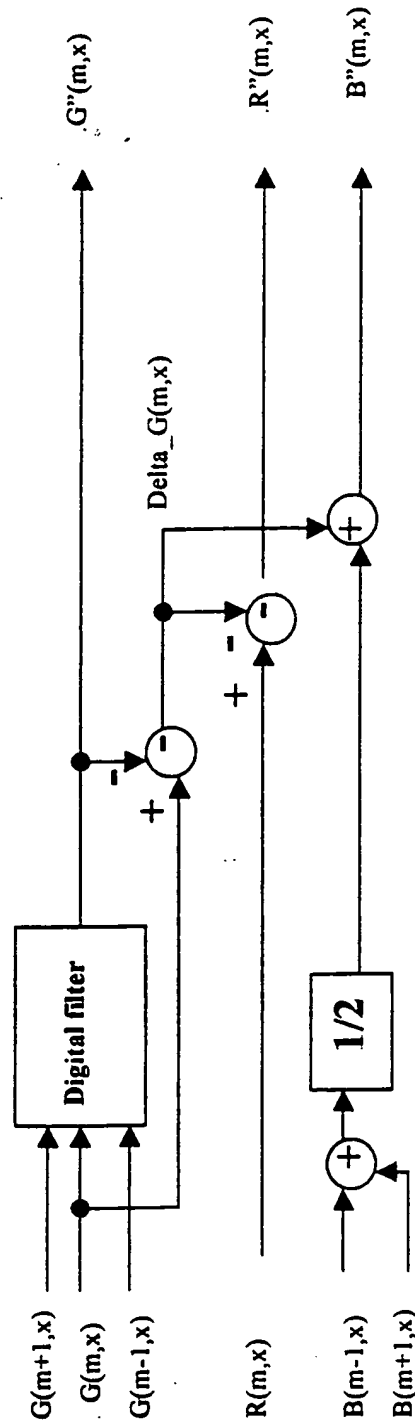 G(m+1,x)
G(m,x)
G(m-1,x)
R(m,x)
B(m-1,x)
B(m+1,x)
Digital filter
1/2
+
+
-
-
+
-
-
+
Delta_G(m,x)
G''(m,x)
R''(m,x)
B''(m,x)